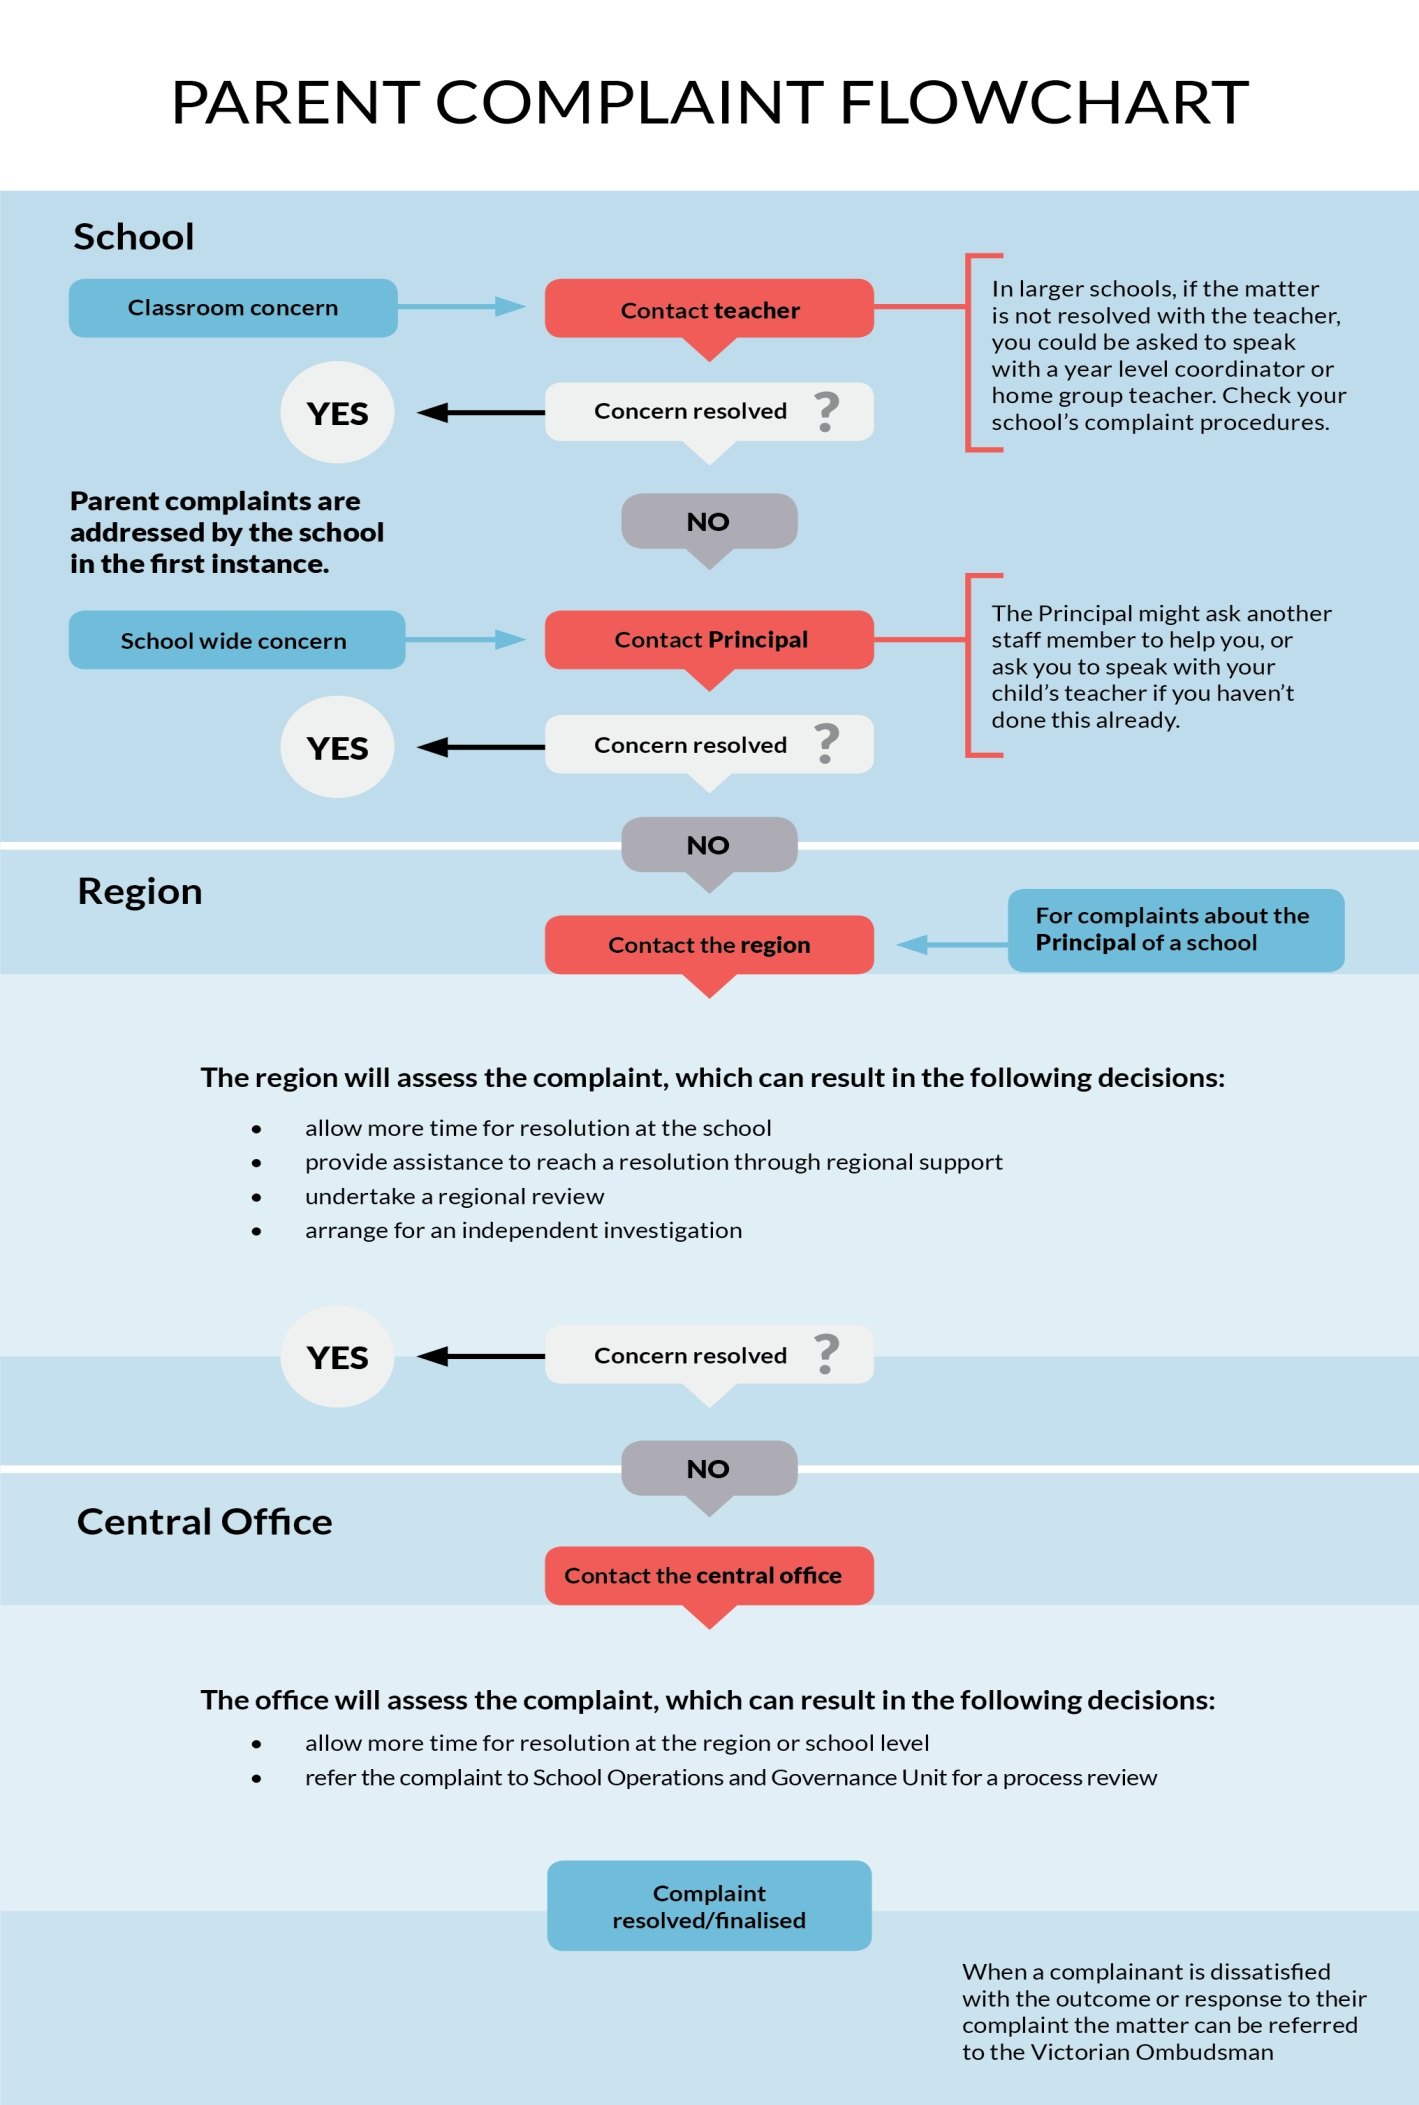 PARENT COMPLAINT FLOWCHART
School
Classroom concern
Contact teacher
In larger schools, if the matter
is not resolved with the teacher,
you could be asked to speak
with a year level coordinator or
home group teacher. Check your
school's complaint procedures.
YES
Concern resolved ?
NO
Parent complaints are
addressed by the school
in the first instance.
School wide concern
Contact Principal
The Principal might ask another
staff member to help you, or
ask you to speak with your
child's teacher if you haven't
done this already.
YES
Concern resolved ?
NO
Region
Contact the region
For complaints about the
Principal of a school
The region will assess the complaint, which can result in the following decisions:
• allow more time for resolution at the school
• provide assistance to reach a resolution through regional support
• undertake a regional review
• arrange for an independent investigation
YES
Concern resolved ?
NO
Central Office
Contact the central office
The office will assess the complaint, which can result in the following decisions:
• allow more time for resolution at the region or school level
• refer the complaint to School Operations and Governance Unit for a process review
Complaint
resolved/finalised
When a complainant is dissatisfied
with the outcome or response to their
complaint the matter can be referred
to the Victorian Ombudsman